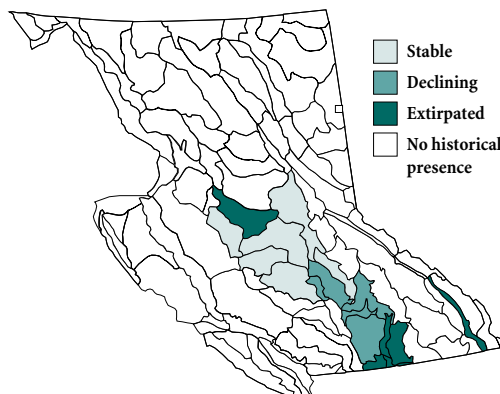 Stable
Declining
Extirpated
No historical
presence